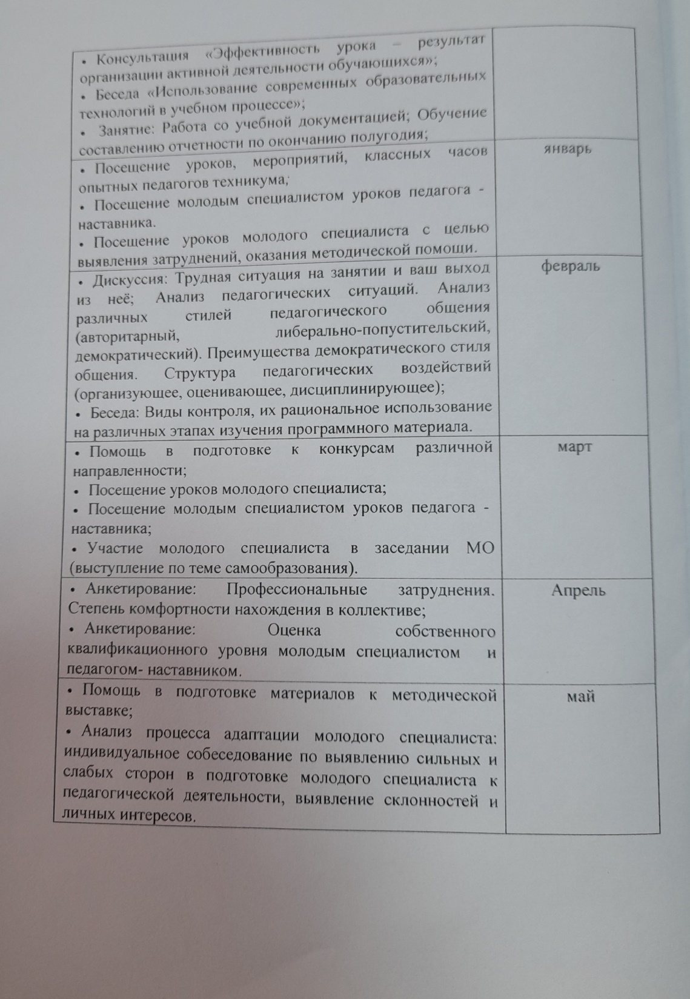 • Консультация «Эффективность урока – результат
организации активной деятельности обучающихся»;
• Беседа «Использование современных образовательных
технологий в учебном процессе»;
• Занятие: Работа со учебной документацией; Обучение
составлению отчетности по окончанию полугодия;
• Посещение уроков, мероприятий, классных часов
опытных педагогов техникума;
• Посещение молодым специалистом уроков педагога -
наставника.
• Посещение уроков молодого специалиста с целью
выявления затруднений, оказания методической помощи.
январь
• Дискуссия: Трудная ситуация на занятии и ваш выход
из неё; Анализ педагогических ситуаций. Анализ
различных стилей педагогического общения
(авторитарный, либерально-попустительский,
демократический). Преимущества демократического стиля
общения. Структура педагогических воздействий
(организующее, оценивающее, дисциплинирующее);
• Беседа: Виды контроля, их рациональное использование
на различных этапах изучения программного материала.
февраль
• Помощь в подготовке к конкурсам различной
направленности;
• Посещение уроков молодого специалиста;
• Посещение молодым специалистом уроков педагога -
наставника;
• Участие молодого специалиста в заседании МО
(выступление по теме самообразования).
март
• Анкетирование: Профессиональные затруднения.
Степень комфортности нахождения в коллективе;
• Анкетирование: Оценка собственного
квалификационного уровня молодым специалистом и
педагогом- наставником.
Апрель
• Помощь в подготовке материалов к методической
выставке;
• Анализ процесса адаптации молодого специалиста:
индивидуальное собеседование по выявлению сильных и
слабых сторон в подготовке молодого специалиста к
педагогической деятельности, выявление склонностей и
личных интересов.
май